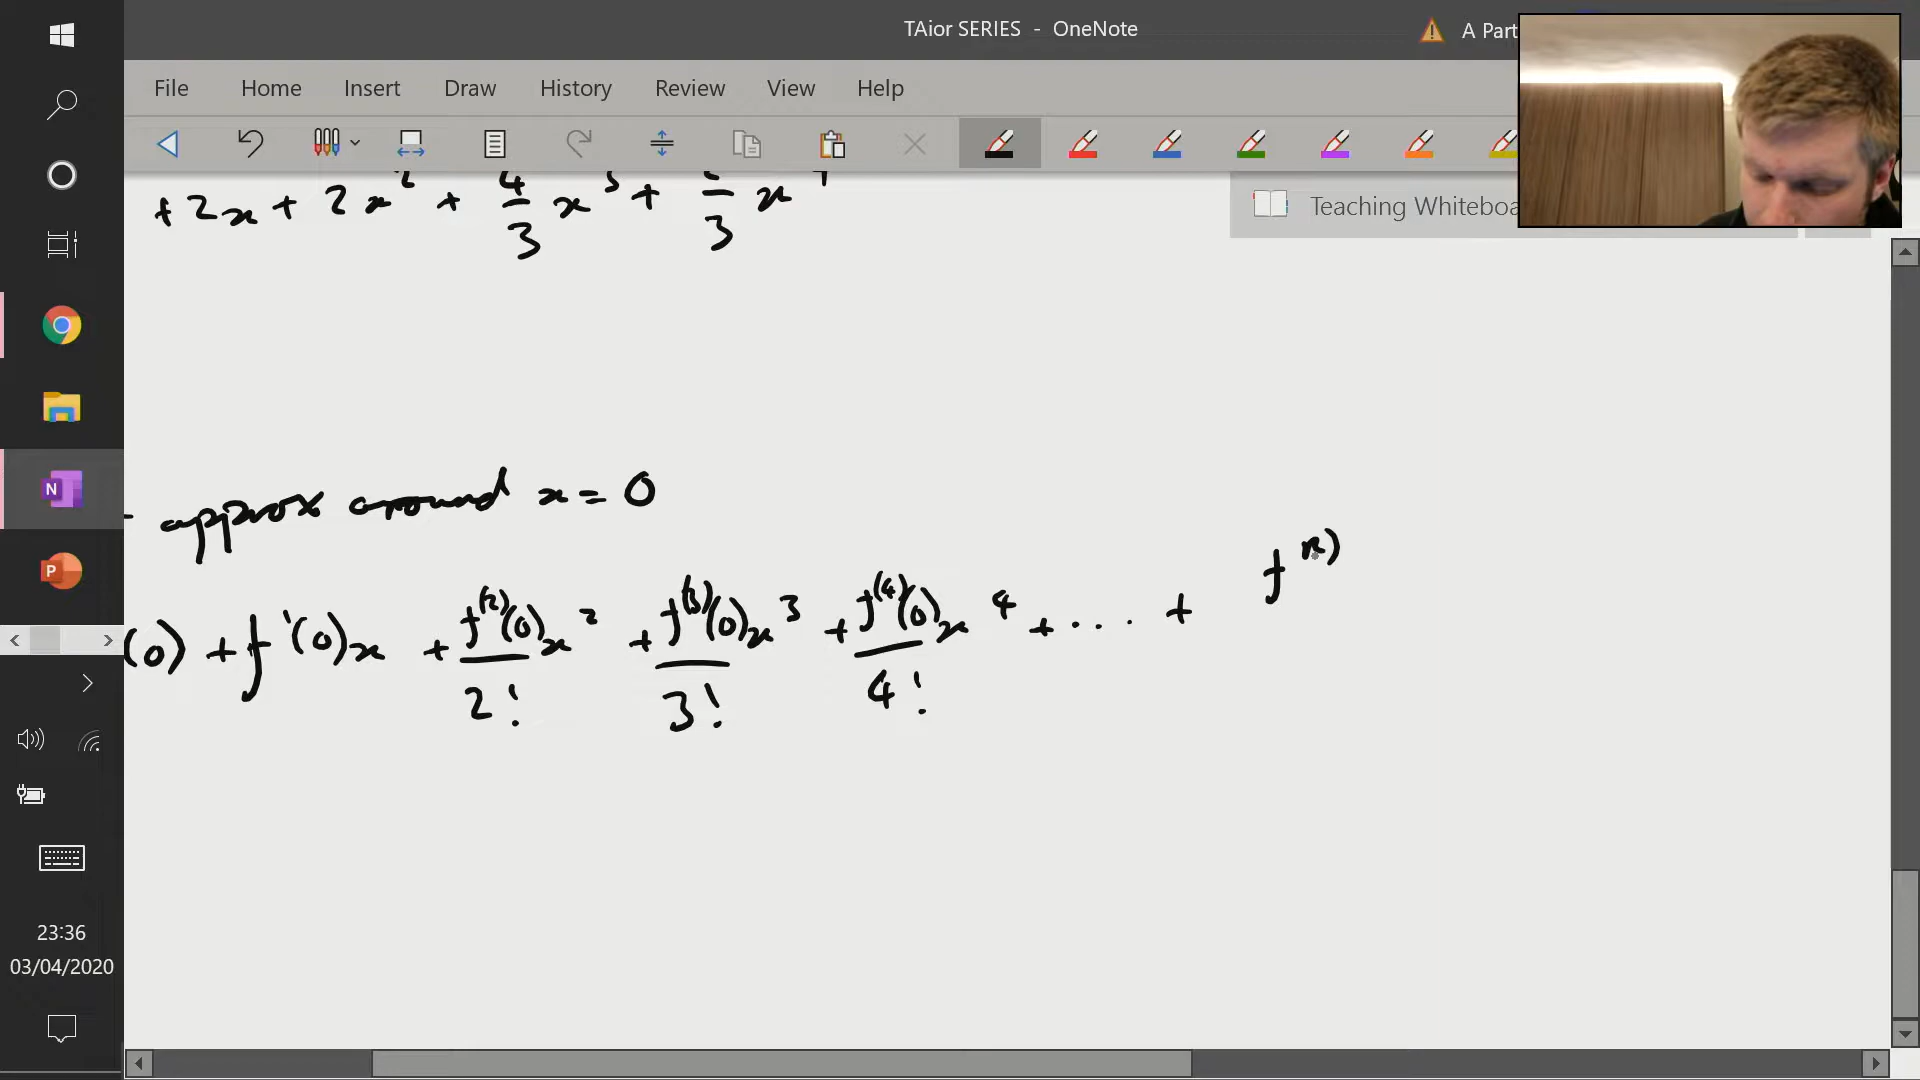 TAior SERIES - OneNote
A Part
File Home Insert Draw History Review View Help
Teaching Whiteboa
+ 2x + 2x² + 4/3 x³ + /3 x
approx around x = 0
(0) + f'(0)x + f⁽²⁾(0)x²/2! + f⁽³⁾(0)x³/3! + f⁽⁴⁾(0)x⁴/4! + ... + f n)
N
P
23:36
03/04/2020